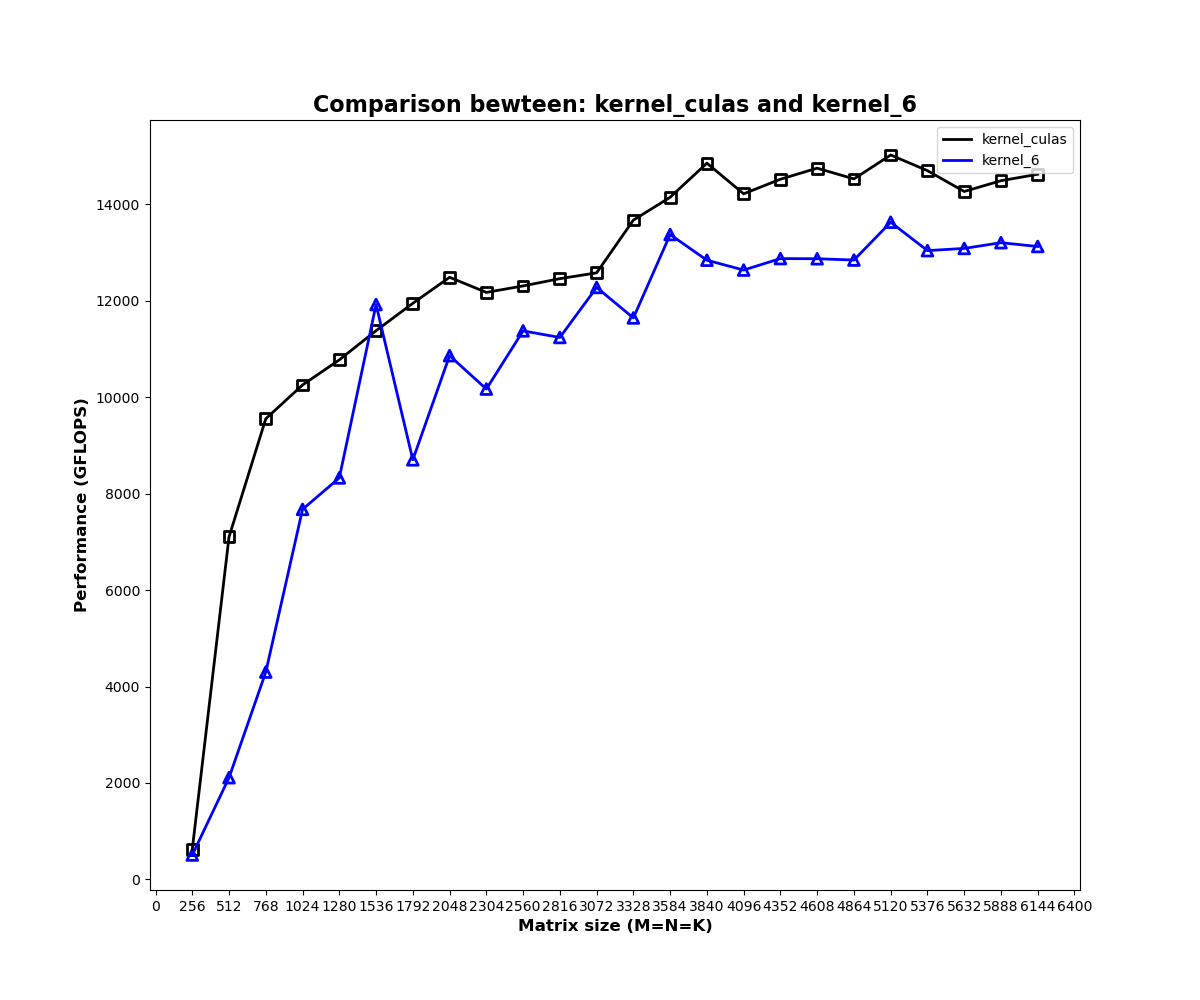 Comparison bewteen: kernel_culas and kernel_6
kernel_culas
kernel_6
Performance (GFLOPS)
14000
12000
10000
8000
6000
4000
2000
0
0 256 512 768 1024 1280 1536 1792 2048 2304 2560 2816 3072 3328 3584 3840 4096 4352 4608 4864 5120 5376 5632 5888 6144 6400
Matrix size (M=N=K)